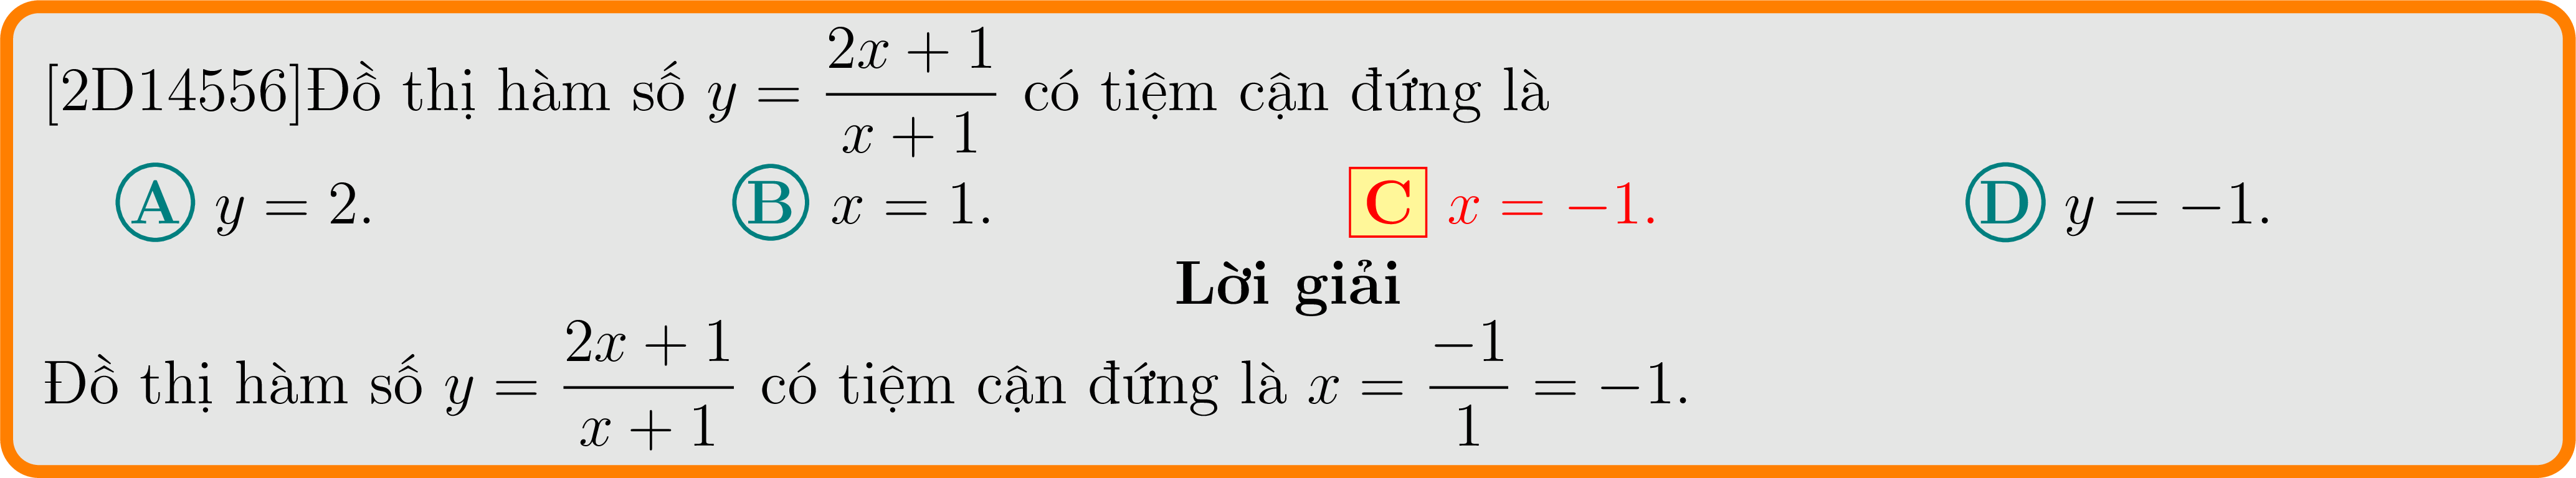 [2D14556]Đồ thị hàm số y = \frac{2x + 1}{x + 1} có tiệm cận đứng là
A y = 2. B x = 1. C x = −1. D y = −1.
Lời giải
Đồ thị hàm số y = \frac{2x + 1}{x + 1} có tiệm cận đứng là x = \frac{−1}{1} = −1.